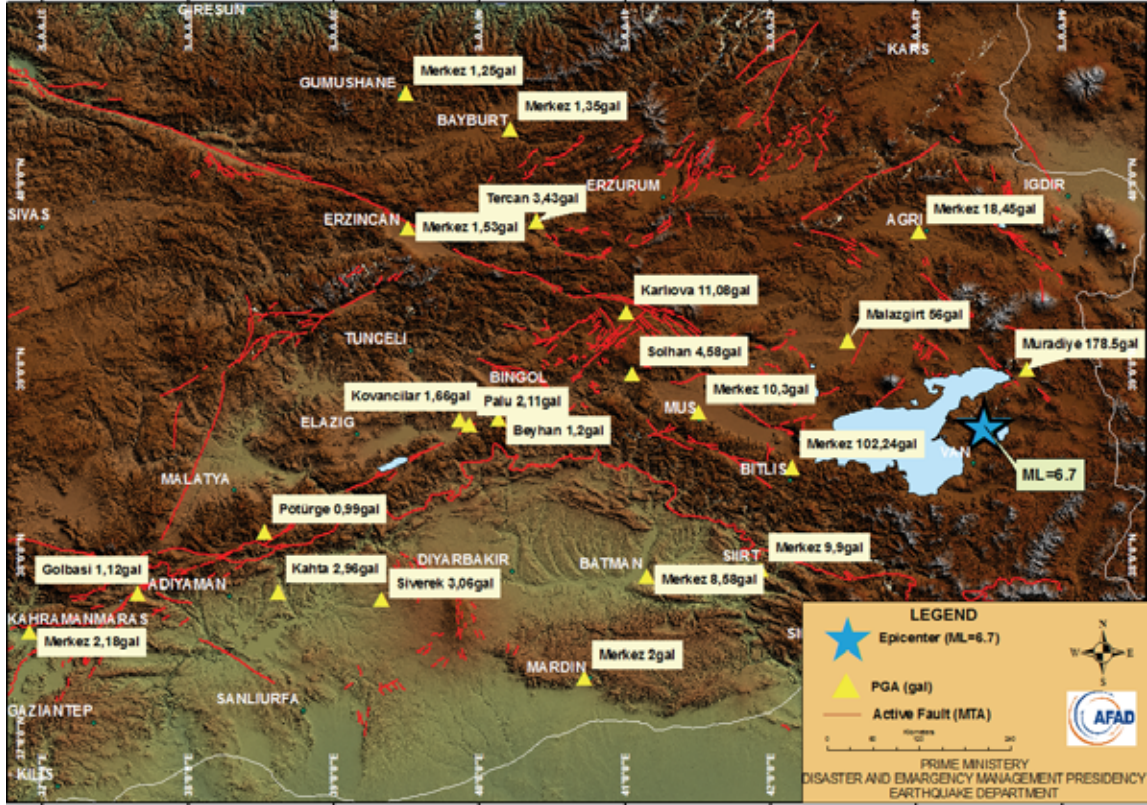 GIRESUN
KARS
Merkez 1,25gal
GUMUSHANE
Merkez 1,35gal
BAYBURT
IGDIR
ERZURUM
Tercan 3,43gal
SIVAS
ERZINCAN
Merkez 1,53gal
Merkez 18,45gal
AGRI
Karlıova 11,08gal
Malazgirt 56gal
TUNCELI
Solhan 4,58gal
Muradiye 178.5gal
BINGOL
Merkez 10,3gal
Kovancilar 1,66gal
Palu 2,11gal
MUS
ELAZIG
Beyhan 1,2gal
Merkez 102,24gal
VAN
BITLIS
MALATYA
ML=6.7
Potürge 0,99gal
Merkez 9,9gal
SIIRT
DIYARBAKIR
BATMAN
Golbasi 1,12gal
Kahta 2,96gal
Siverek 3,06gal
Merkez 8,58gal
ADIYAMAN
KAHRAMANMARAS
Merkez 2,18gal
Merkez 2gal
MARDIN
SANLIURFA
GAZIANTEP
KILIS
LEGEND
Epicenter (ML=6.7)
N
W
E
S
PGA (gal)
Active Fault (MTA)
AFAD
PRIME MINISTERY
DISASTER AND EMARGENCY MANAGEMENT PRESIDENCY
EARTHQUAKE DEPARTMENT